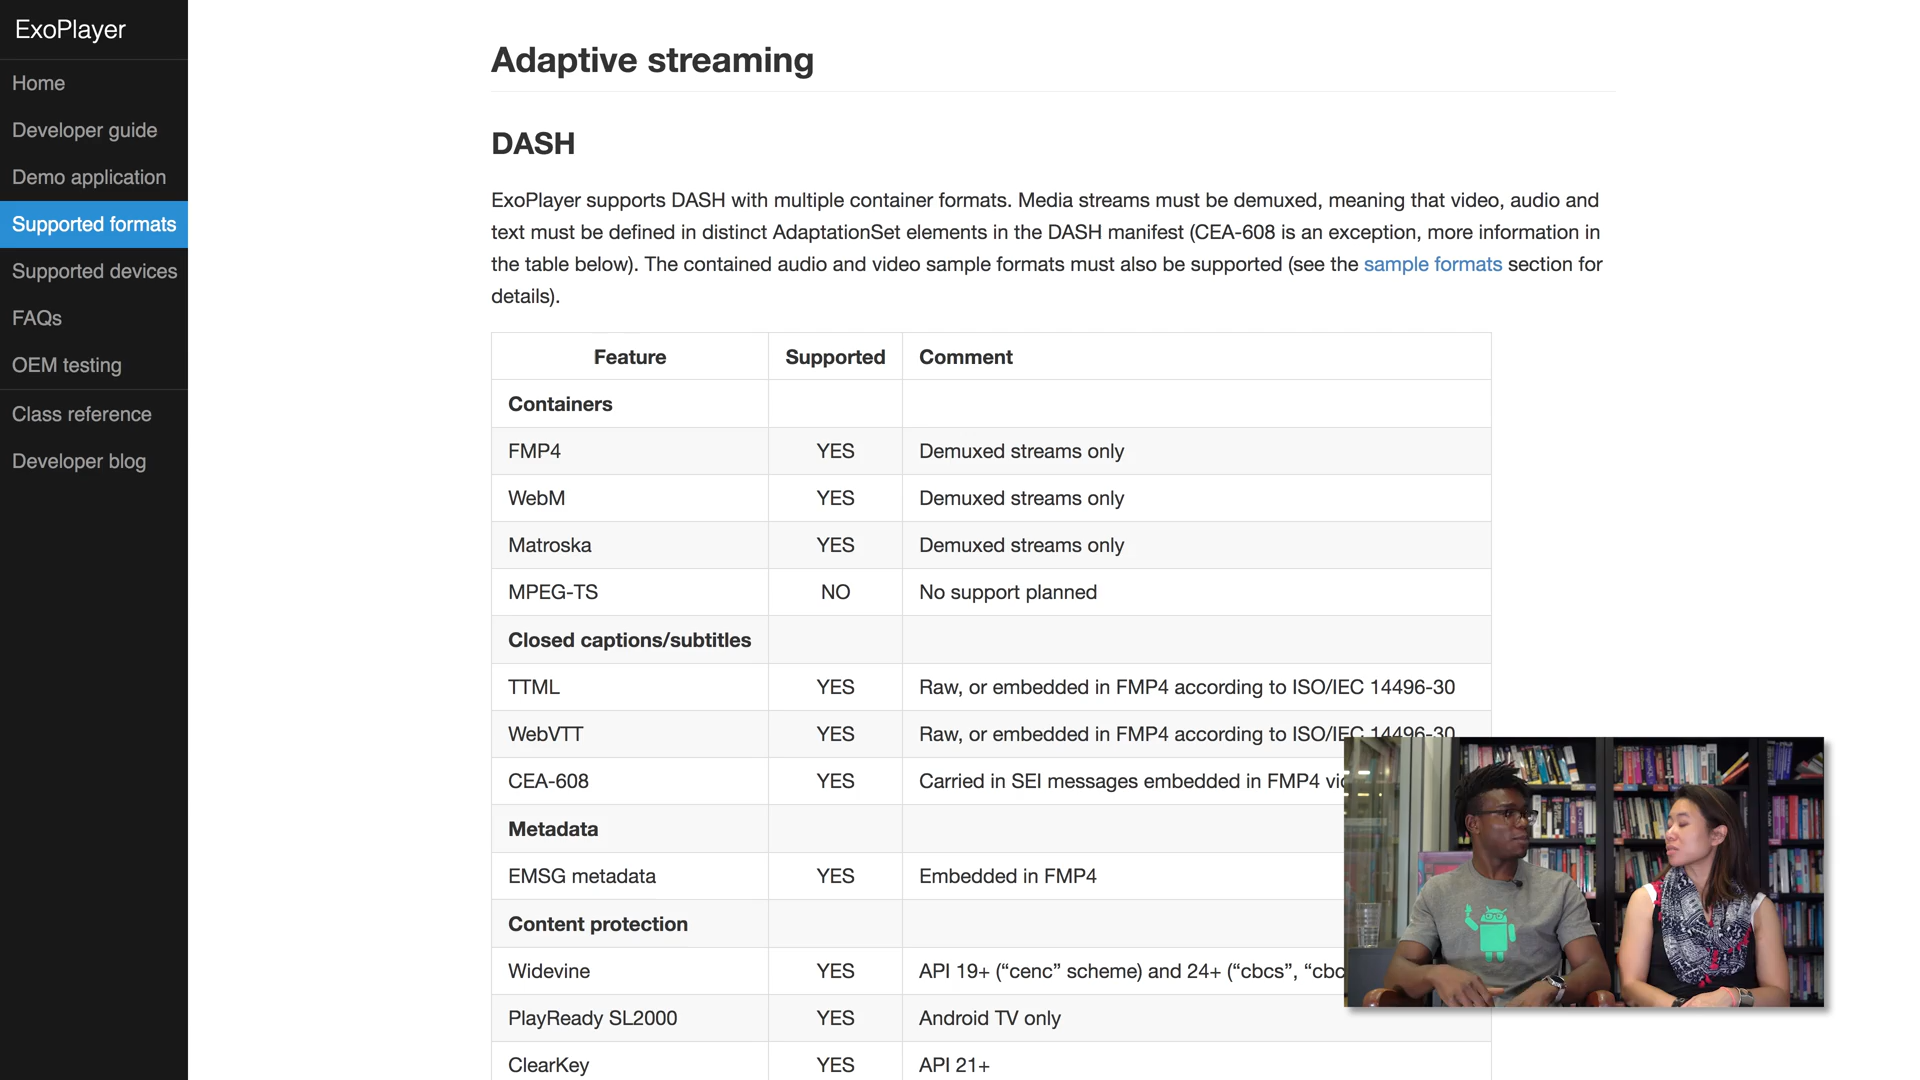 ExoPlayer
Home
Developer guide
Demo application
Supported formats
Supported devices
FAQs
OEM testing
Class reference
Developer blog
Adaptive streaming
DASH
ExoPlayer supports DASH with multiple container formats. Media streams must be demuxed, meaning that video, audio and
text must be defined in distinct AdaptationSet elements in the DASH manifest (CEA-608 is an exception, more information in
the table below). The contained audio and video sample formats must also be supported (see the sample formats section for
details).
Feature Supported Comment
Containers
FMP4 YES Demuxed streams only
WebM YES Demuxed streams only
Matroska YES Demuxed streams only
MPEG-TS NO No support planned
Closed captions/subtitles
TTML YES Raw, or embedded in FMP4 according to ISO/IEC 14496-30
WebVTT YES Raw, or embedded in FMP4 according to ISO/IEC 14496-30
CEA-608 YES Carried in SEI messages embedded in FMP4
Metadata
EMSG metadata YES Embedded in FMP4
Content protection
Widevine YES API 19+ (“cenc” scheme) and 24+ (“cbcs”,
PlayReady SL2000 YES Android TV only
ClearKey YES API 21+